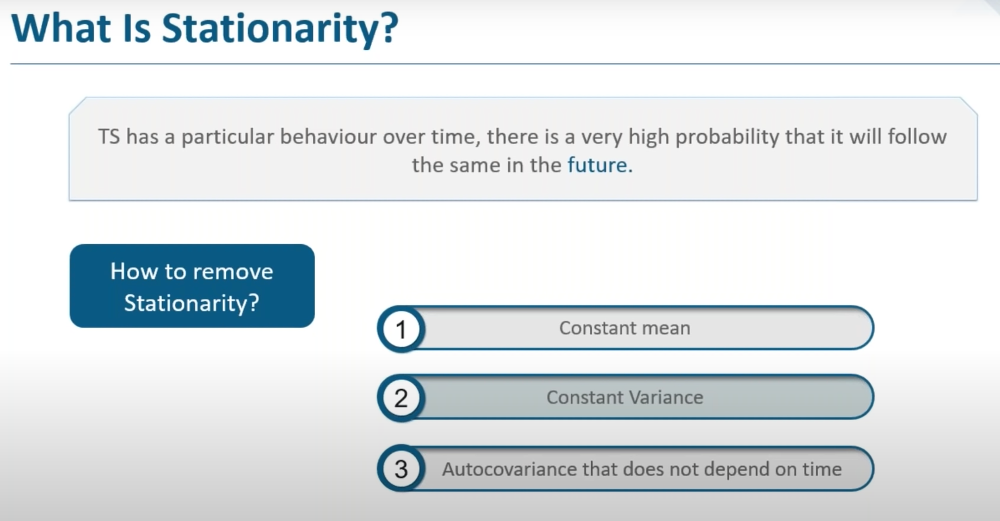 What Is Stationarity?
TS has a particular behaviour over time, there is a very high probability that it will follow
the same in the future.
How to remove
Stationarity?
1 Constant mean
2 Constant Variance
3 Autocovariance that does not depend on time